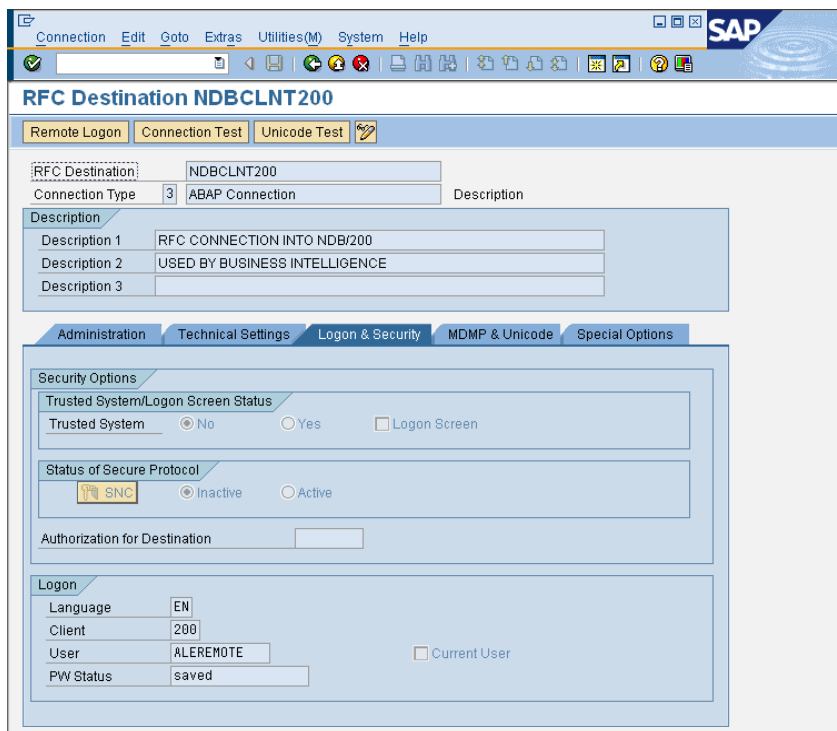 Connection Edit Goto Extras Utilities(M) System Help
SAP
RFC Destination NDBCLNT200
Remote Logon Connection Test Unicode Test
RFC Destination NDBCLNT200
Connection Type 3 ABAP Connection Description
Description
Description 1 RFC CONNECTION INTO NDB/200
Description 2 USED BY BUSINESS INTELLIGENCE
Description 3
Administration Technical Settings Logon & Security MDMP & Unicode Special Options
Security Options
Trusted System/Logon Screen Status
Trusted System No Yes Logon Screen
Status of Secure Protocol
SNC Inactive Active
Authorization for Destination
Logon
Language EN
Client 200
User ALEREMOTE Current User
PW Status saved